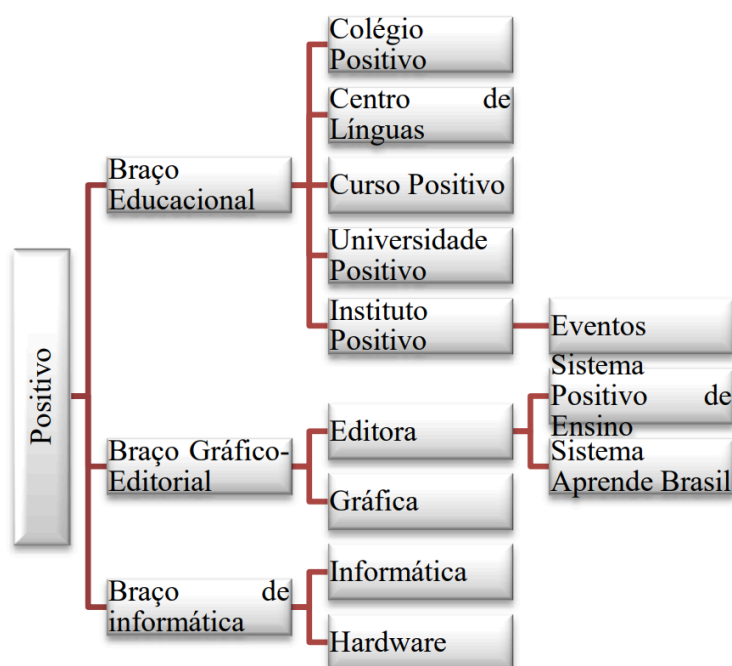 Positivo
Braço
Educacional
Colégio
Positivo
Centro de
Línguas
Curso Positivo
Universidade
Positivo
Instituto
Positivo
Eventos
Braço Gráfico-
Editorial
Editora
Sistema
Positivo de
Ensino
Sistema
Aprende Brasil
Gráfica
Braço de
informática
Informática
Hardware